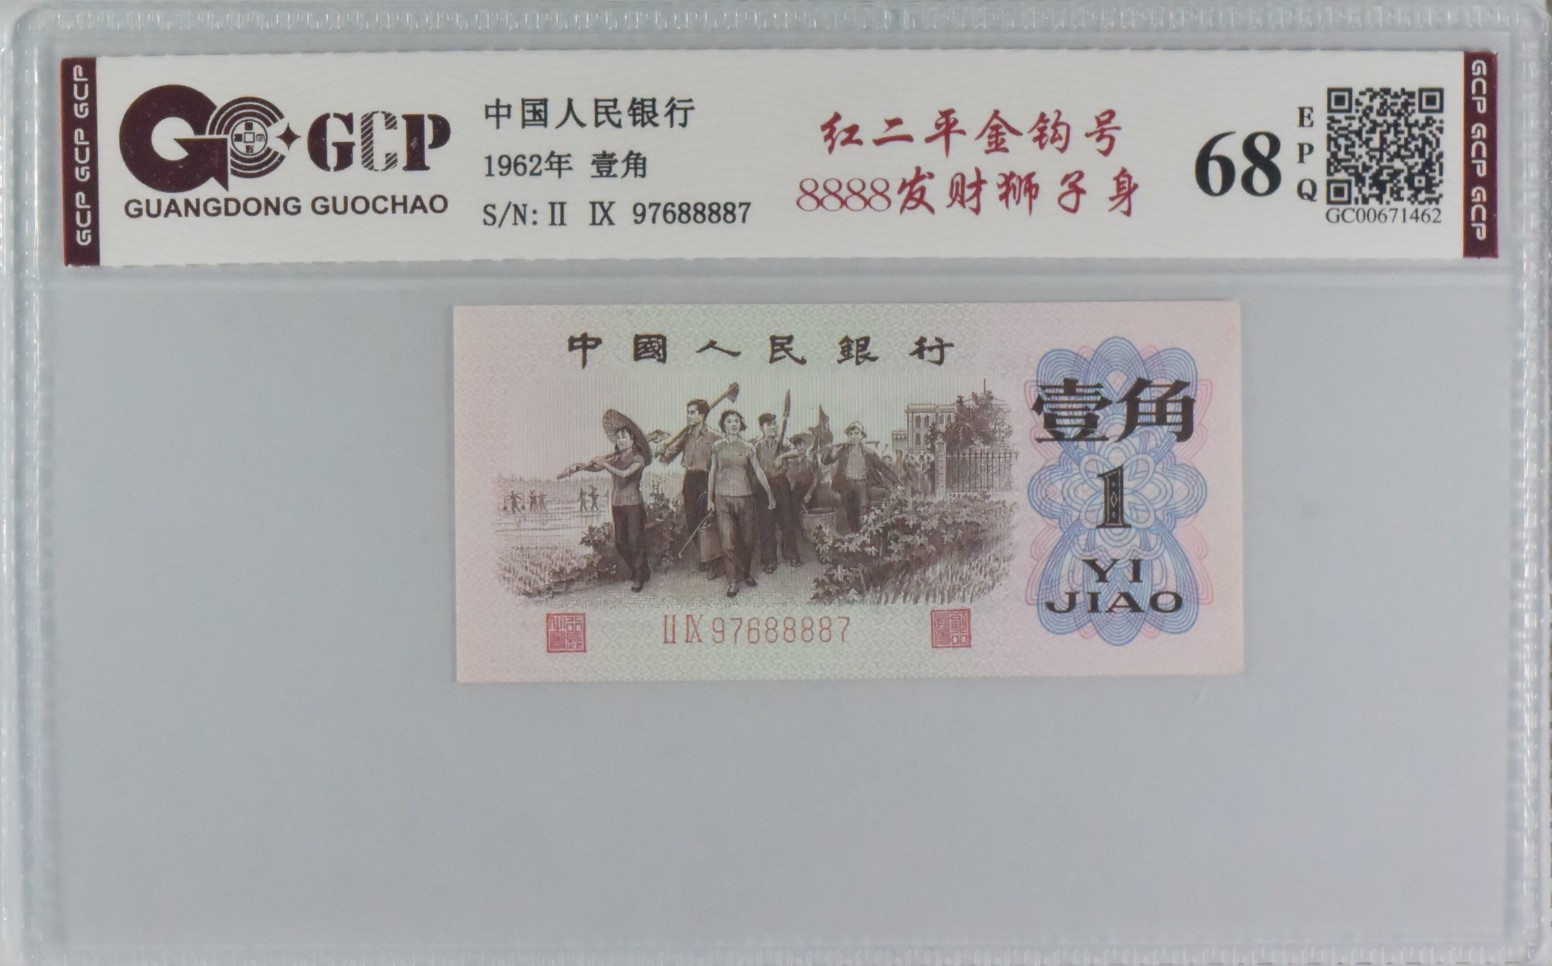 GCP GCP GCP
GCP
GUANGDONG GUOCHAO
中国人民银行
1962年 壹角
S/N: II IX 97688887
红二平金钩号
8888发财狮子身
68
EPQ
GC00671462
GCP GCP GCP
中國人民銀行
壹角
1
YI
JIAO
II IX 97688887